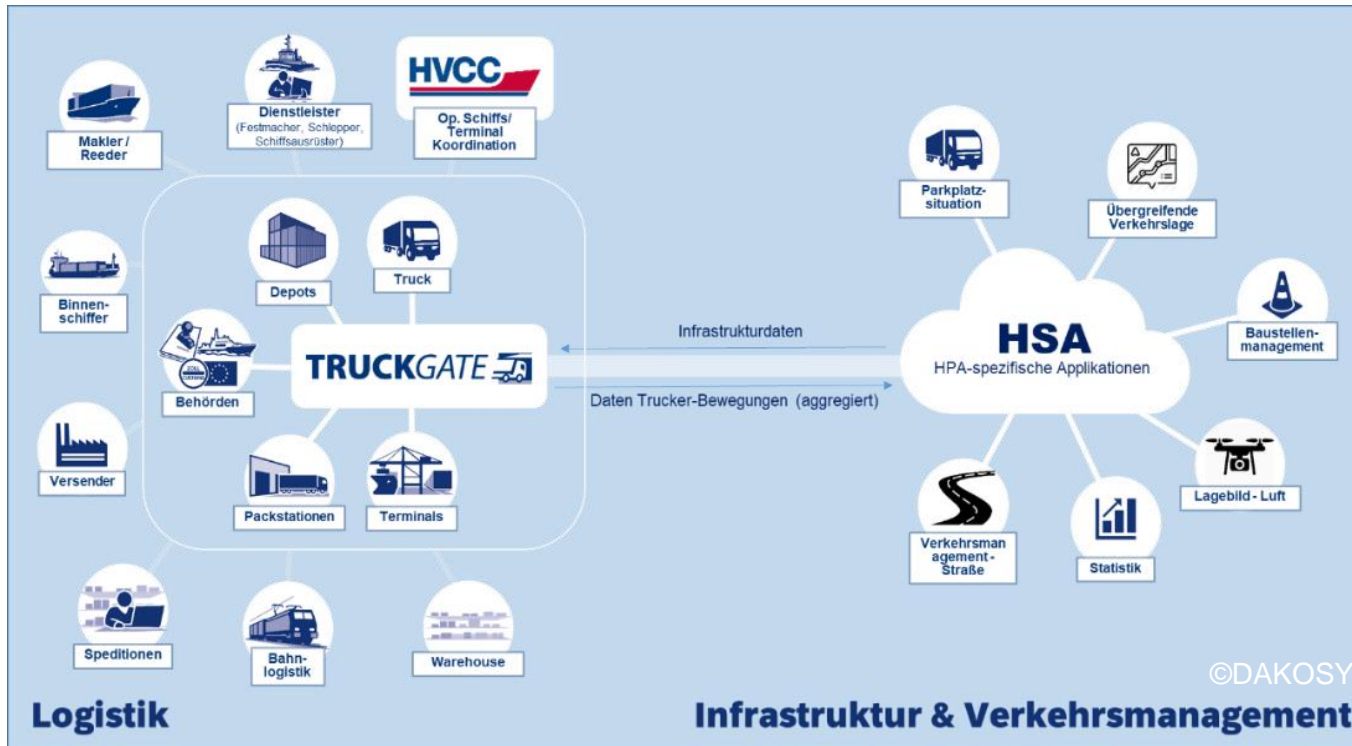 HVCC
Dienstleister
(Festmacher, Schlepper,
Schiffsausrüster)
Op. Schiffs/
Terminal
Koordination
Makler /
Reeder
Parkplatz-
situation
Übergreifende
Verkehrslage
Depots
Truck
Binnen-
schiffer
Infrastrukturdaten
HSA
HPA-spezifische Applikationen
Baustellen-
management
TRUCKGATE
ZOLL
Behörden
Daten Trucker-Bewegungen (aggregiert)
Versender
Packstationen
Terminals
Lagebild - Luft
Verkehrsman
agement -
Straße
Statistik
Speditionen
Bahn-
logistik
Warehouse
©DAKOSY
Logistik
Infrastruktur & Verkehrsmanagement